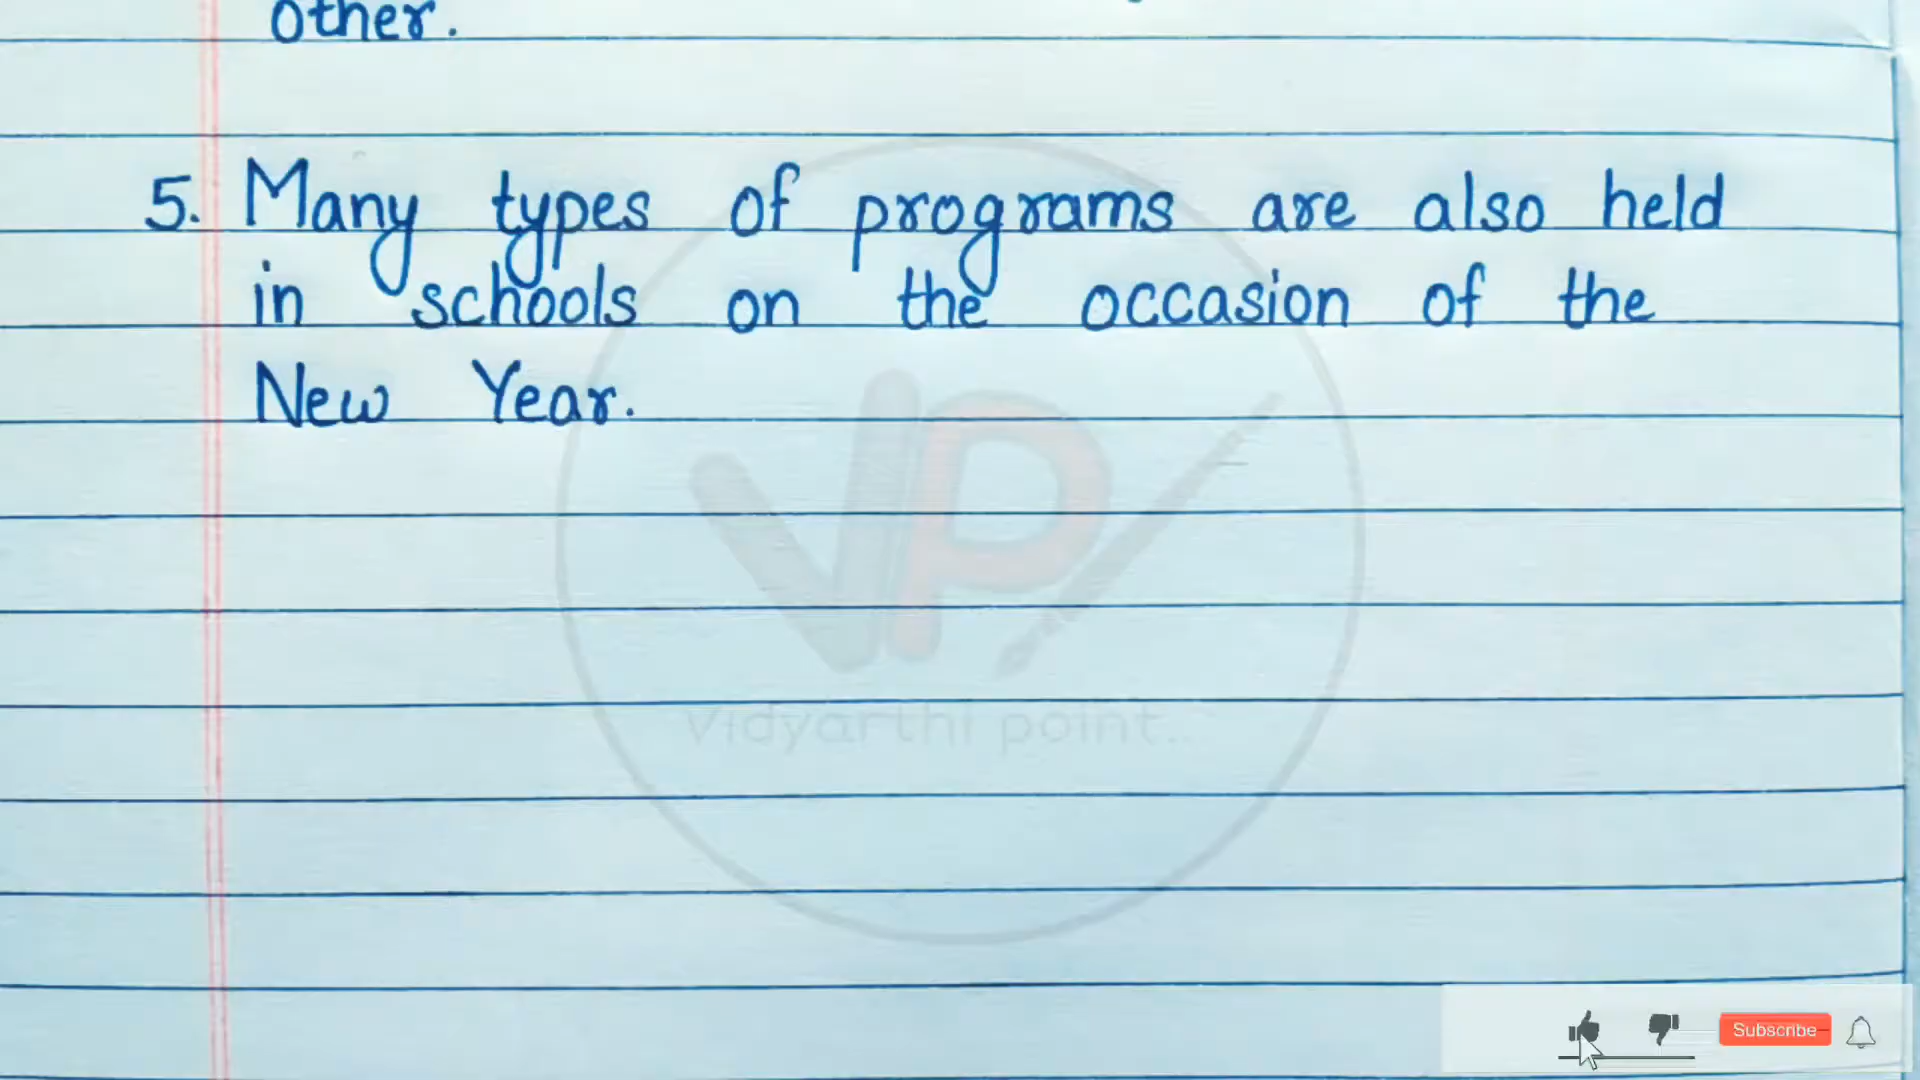 other.
5. Many types of programs are also held
in schools on the occasion of the
New Year.
VP
Vidyarthi point..
Subscribe